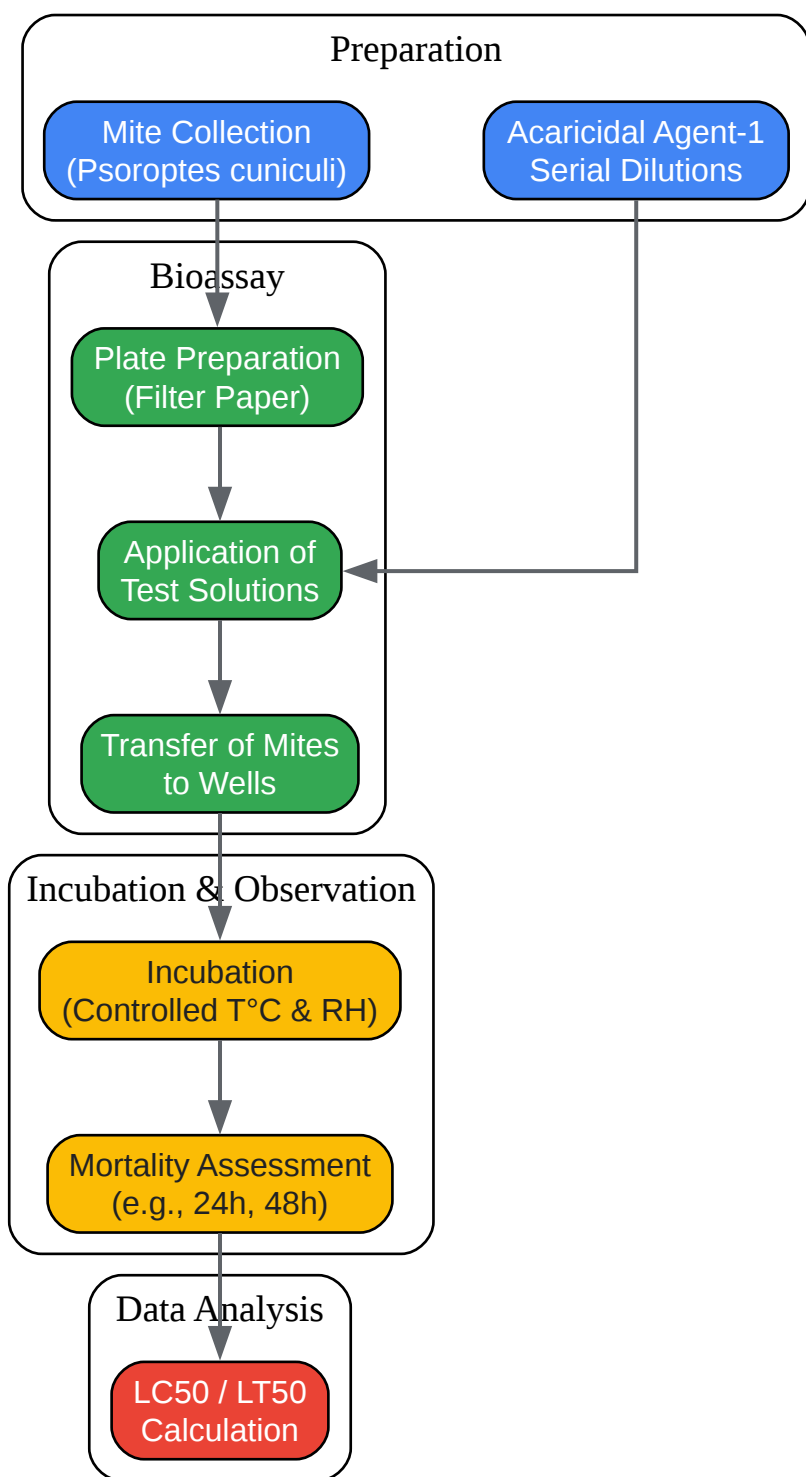 Preparation
Mite Collection
(Psoroptes cuniculi)
Acaricidal Agent-1
Serial Dilutions
Bioassay
Plate Preparation
(Filter Paper)
Application of
Test Solutions
Transfer of Mites
to Wells
Incubation & Observation
Incubation
(Controlled T°C & RH)
Mortality Assessment
(e.g., 24h, 48h)
Data Analysis
LC50 / LT50
Calculation